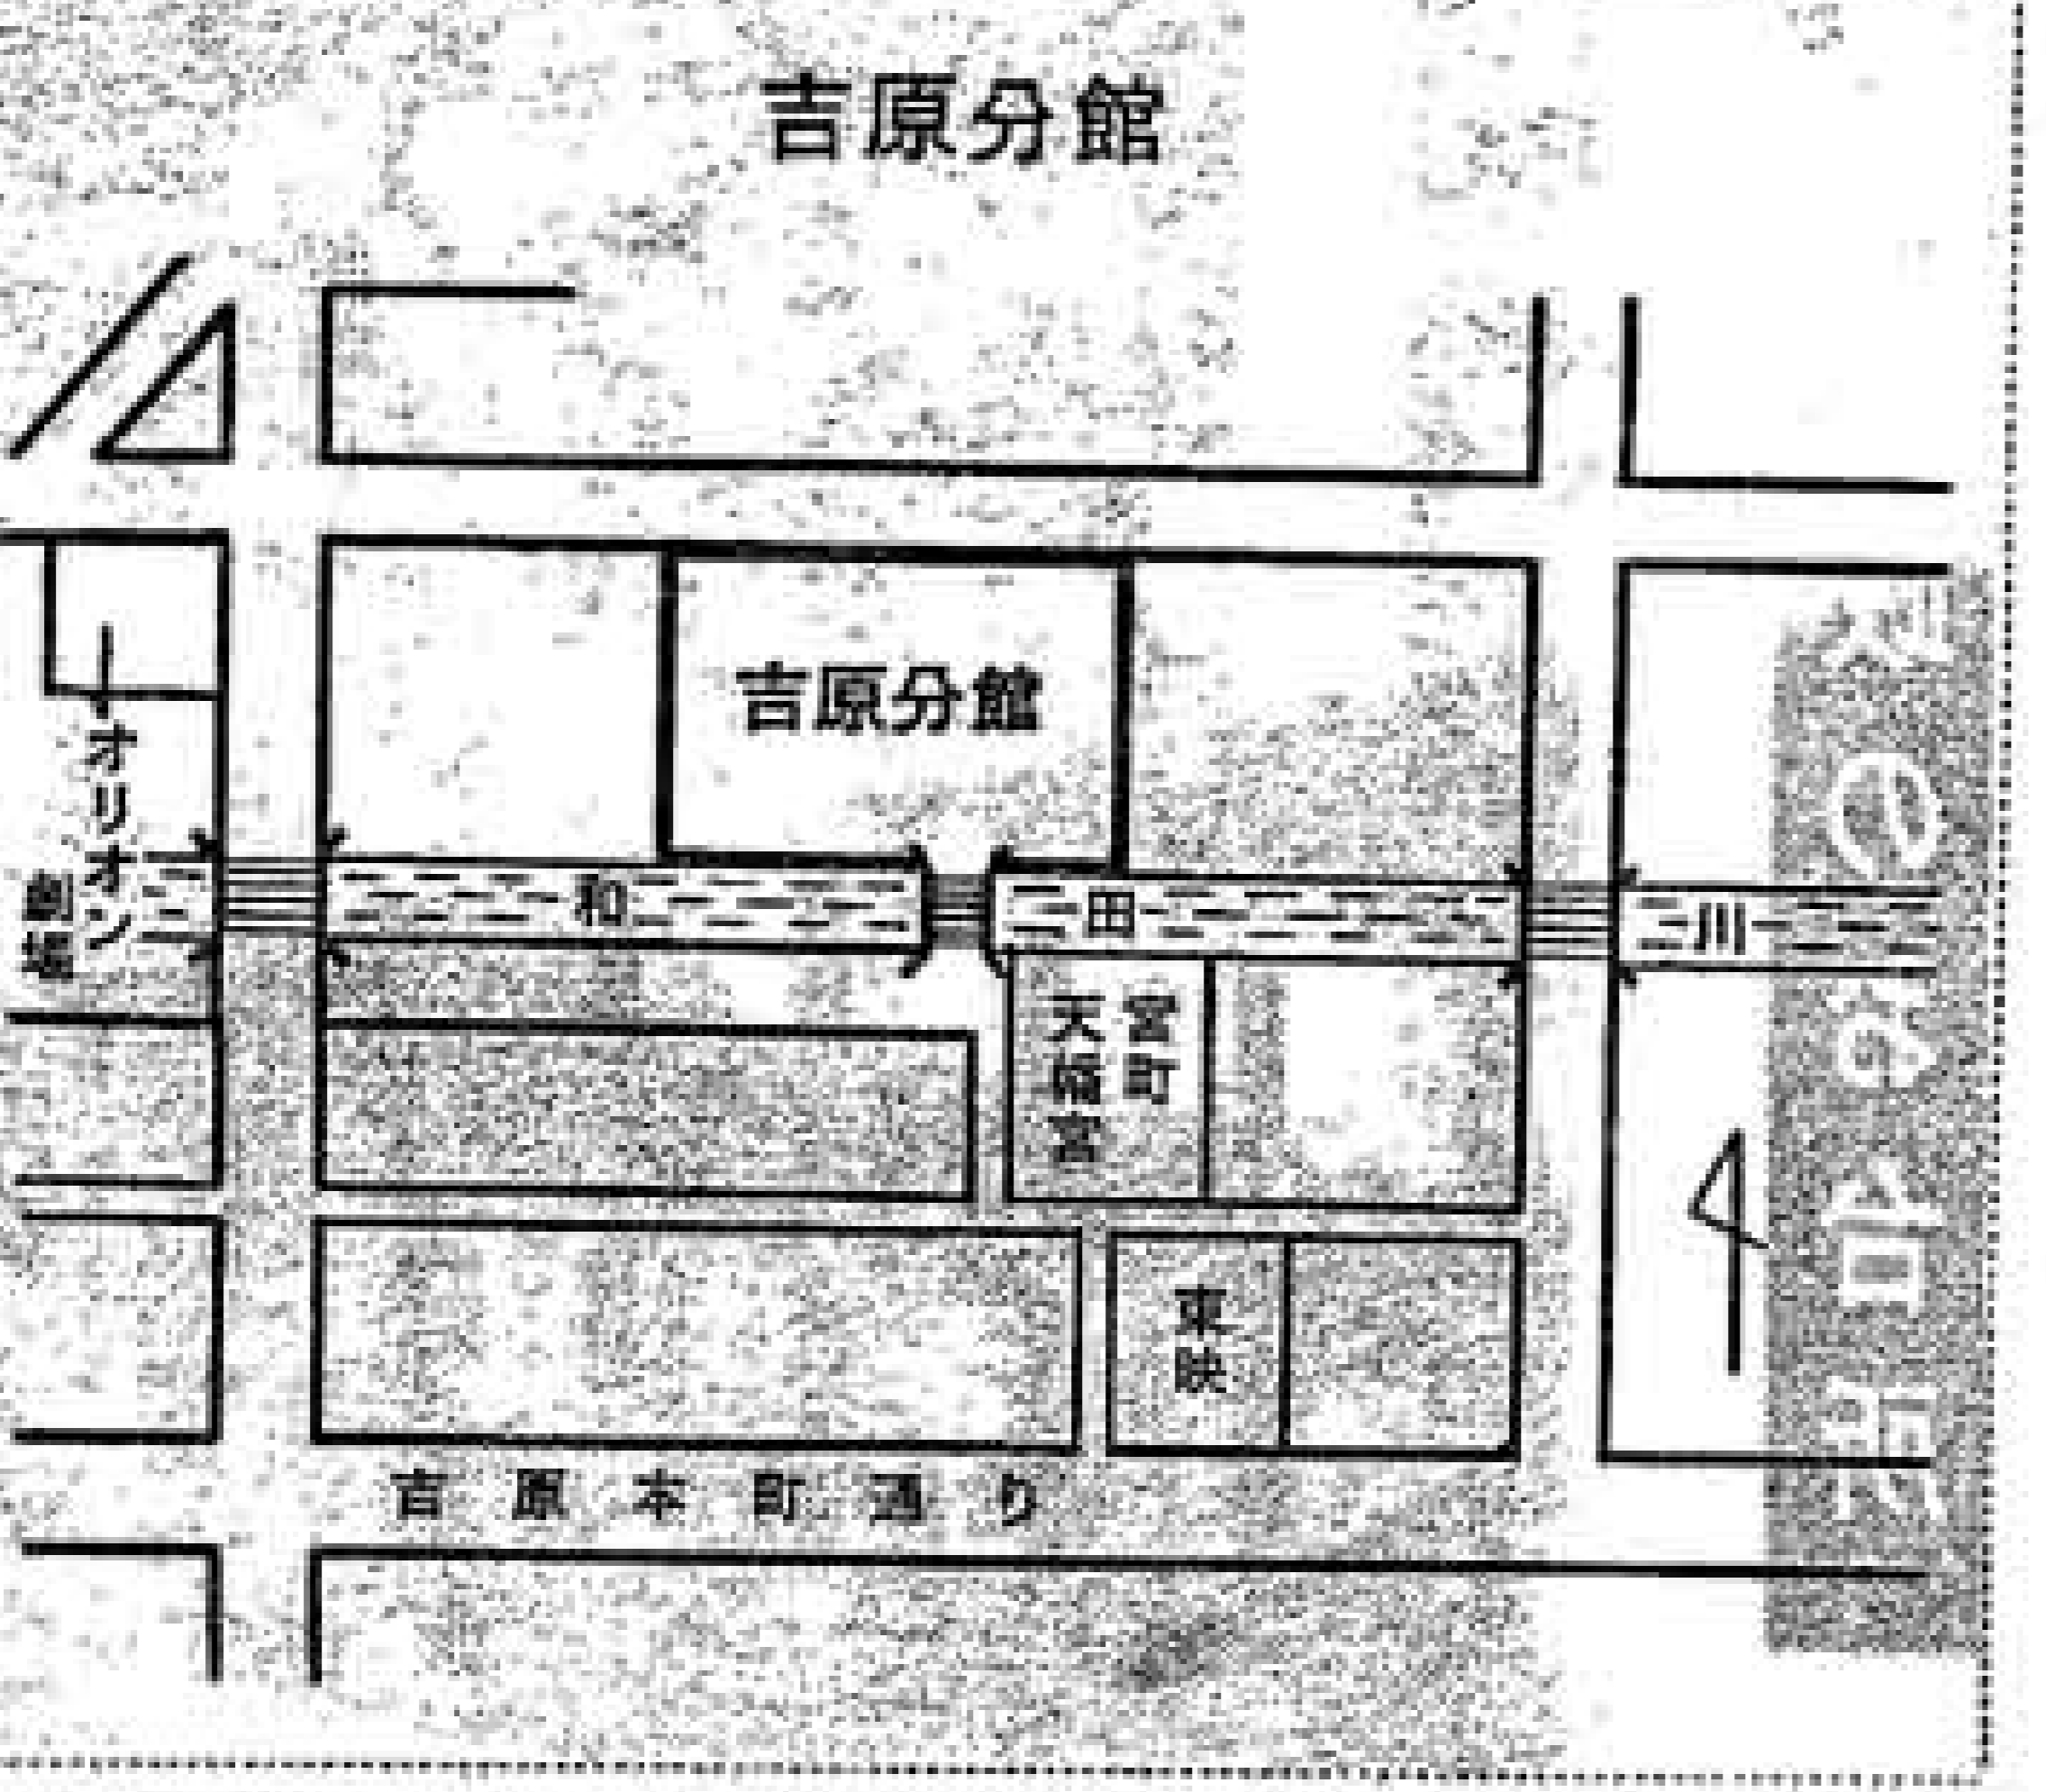 吉原分館
吉原分館
オリオン
劇場
和田川
宮町
天満宮
東映
吉原本町通り